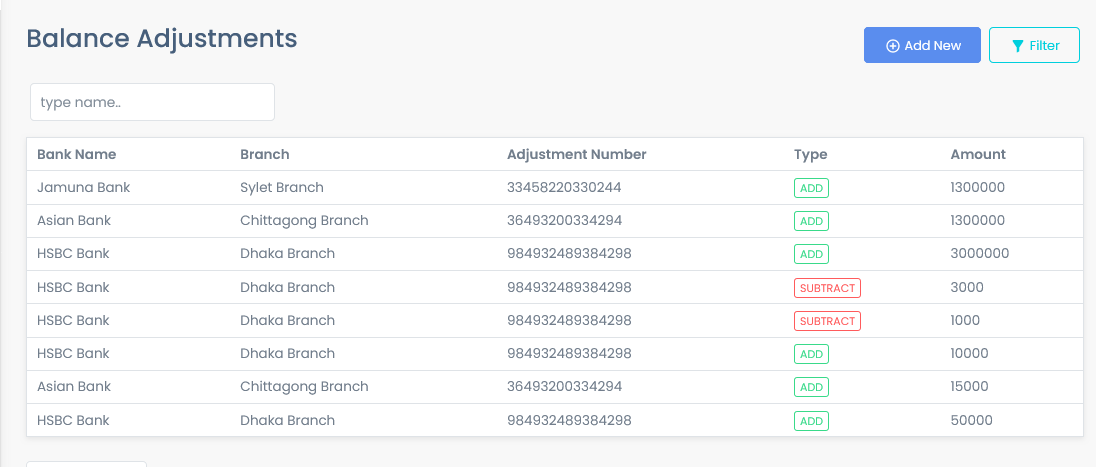 Balance Adjustments
Add New
Filter
type name..
Bank Name Branch Adjustment Number Type Amount
Jamuna Bank Sylet Branch 33458220330244 ADD 1300000
Asian Bank Chittagong Branch 36493200334294 ADD 1300000
HSBC Bank Dhaka Branch 984932489384298 ADD 3000000
HSBC Bank Dhaka Branch 984932489384298 SUBTRACT 3000
HSBC Bank Dhaka Branch 984932489384298 SUBTRACT 1000
HSBC Bank Dhaka Branch 984932489384298 ADD 10000
Asian Bank Chittagong Branch 36493200334294 ADD 15000
HSBC Bank Dhaka Branch 984932489384298 ADD 50000